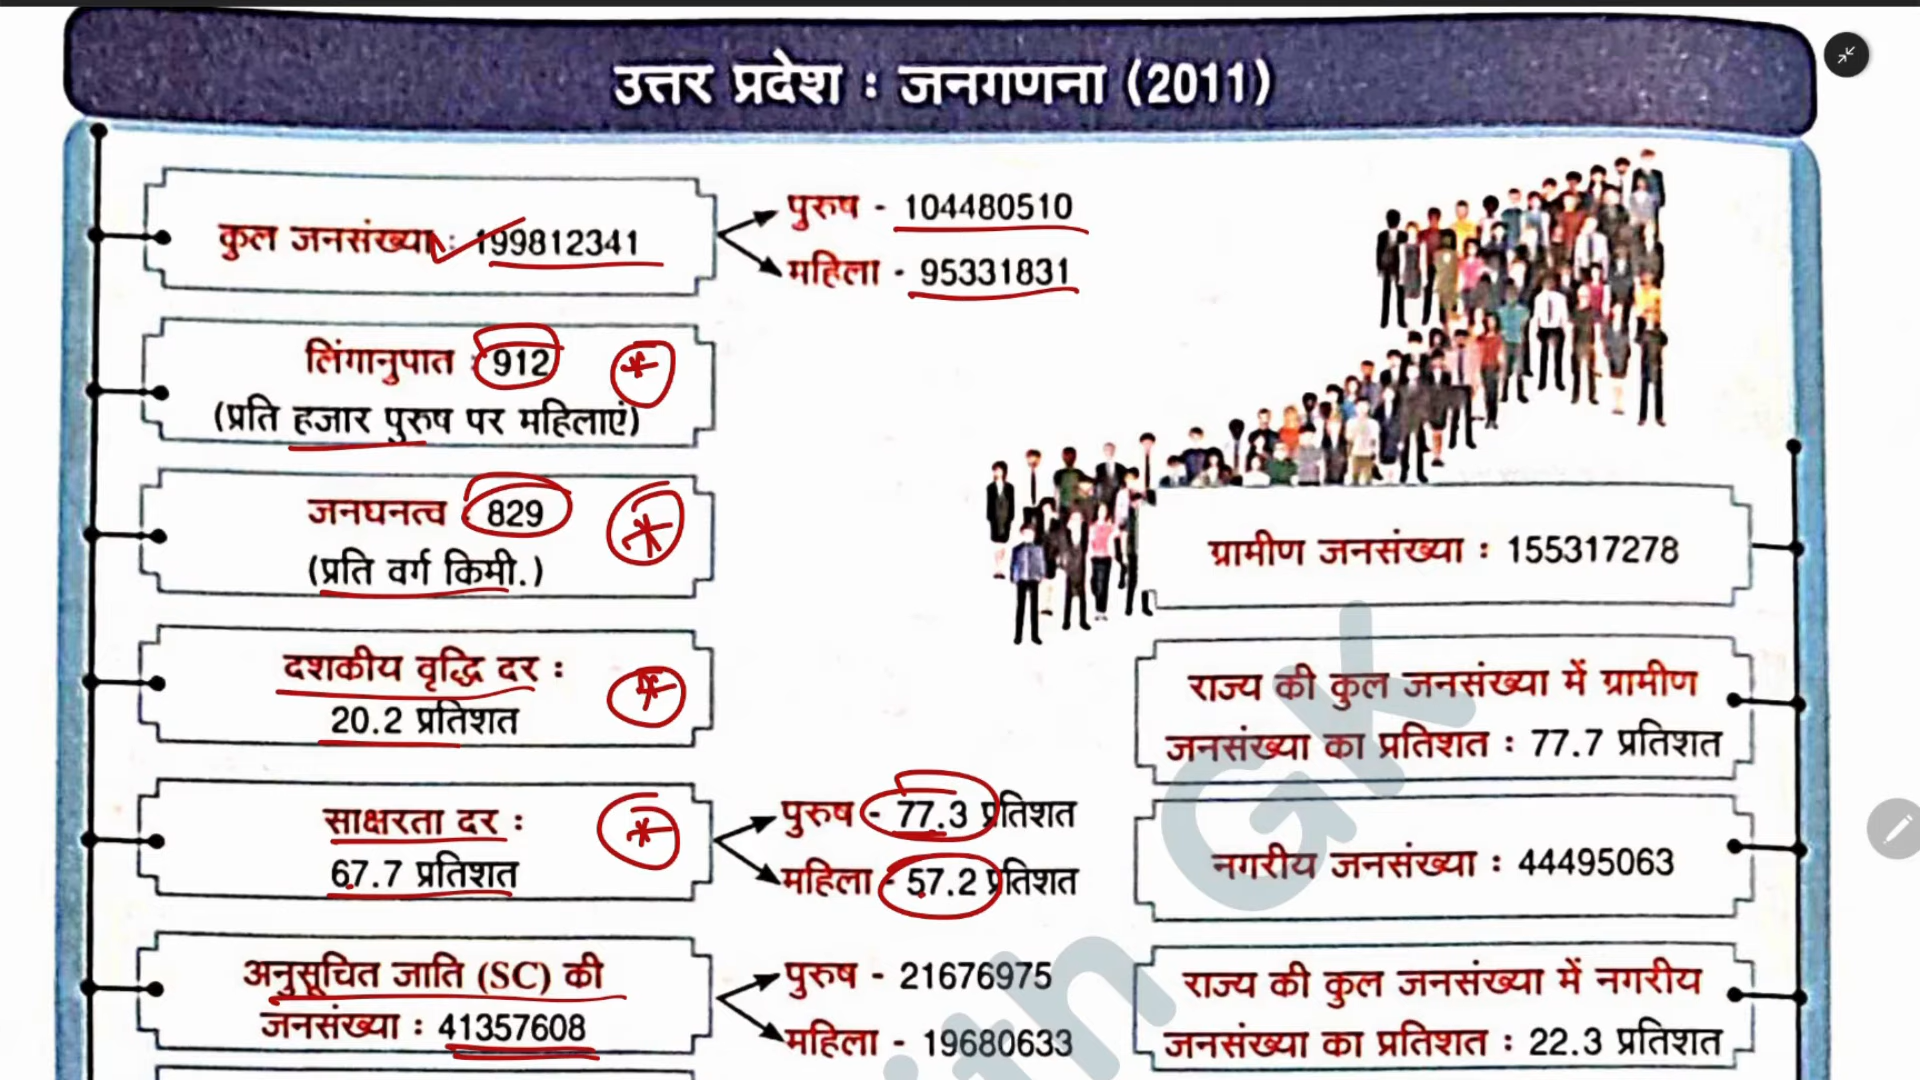 उत्तर प्रदेश : जनगणना (2011)
कुल जनसंख्या : 199812341
पुरुष - 104480510
महिला - 95331831
लिंगानुपात : 912
(प्रति हजार पुरुष पर महिलाएं)
जनघनत्व : 829
(प्रति वर्ग किमी.)
दशकीय वृद्धि दर :
20.2 प्रतिशत
साक्षरता दर :
67.7 प्रतिशत
पुरुष - 77.3 प्रतिशत
महिला - 57.2 प्रतिशत
अनुसूचित जाति (SC) की
जनसंख्या : 41357608
पुरुष - 21676975
महिला - 19680633
ग्रामीण जनसंख्या : 155317278
राज्य की कुल जनसंख्या में ग्रामीण
जनसंख्या का प्रतिशत : 77.7 प्रतिशत
नगरीय जनसंख्या : 44495063
राज्य की कुल जनसंख्या में नगरीय
जनसंख्या का प्रतिशत : 22.3 प्रतिशत
ith GK